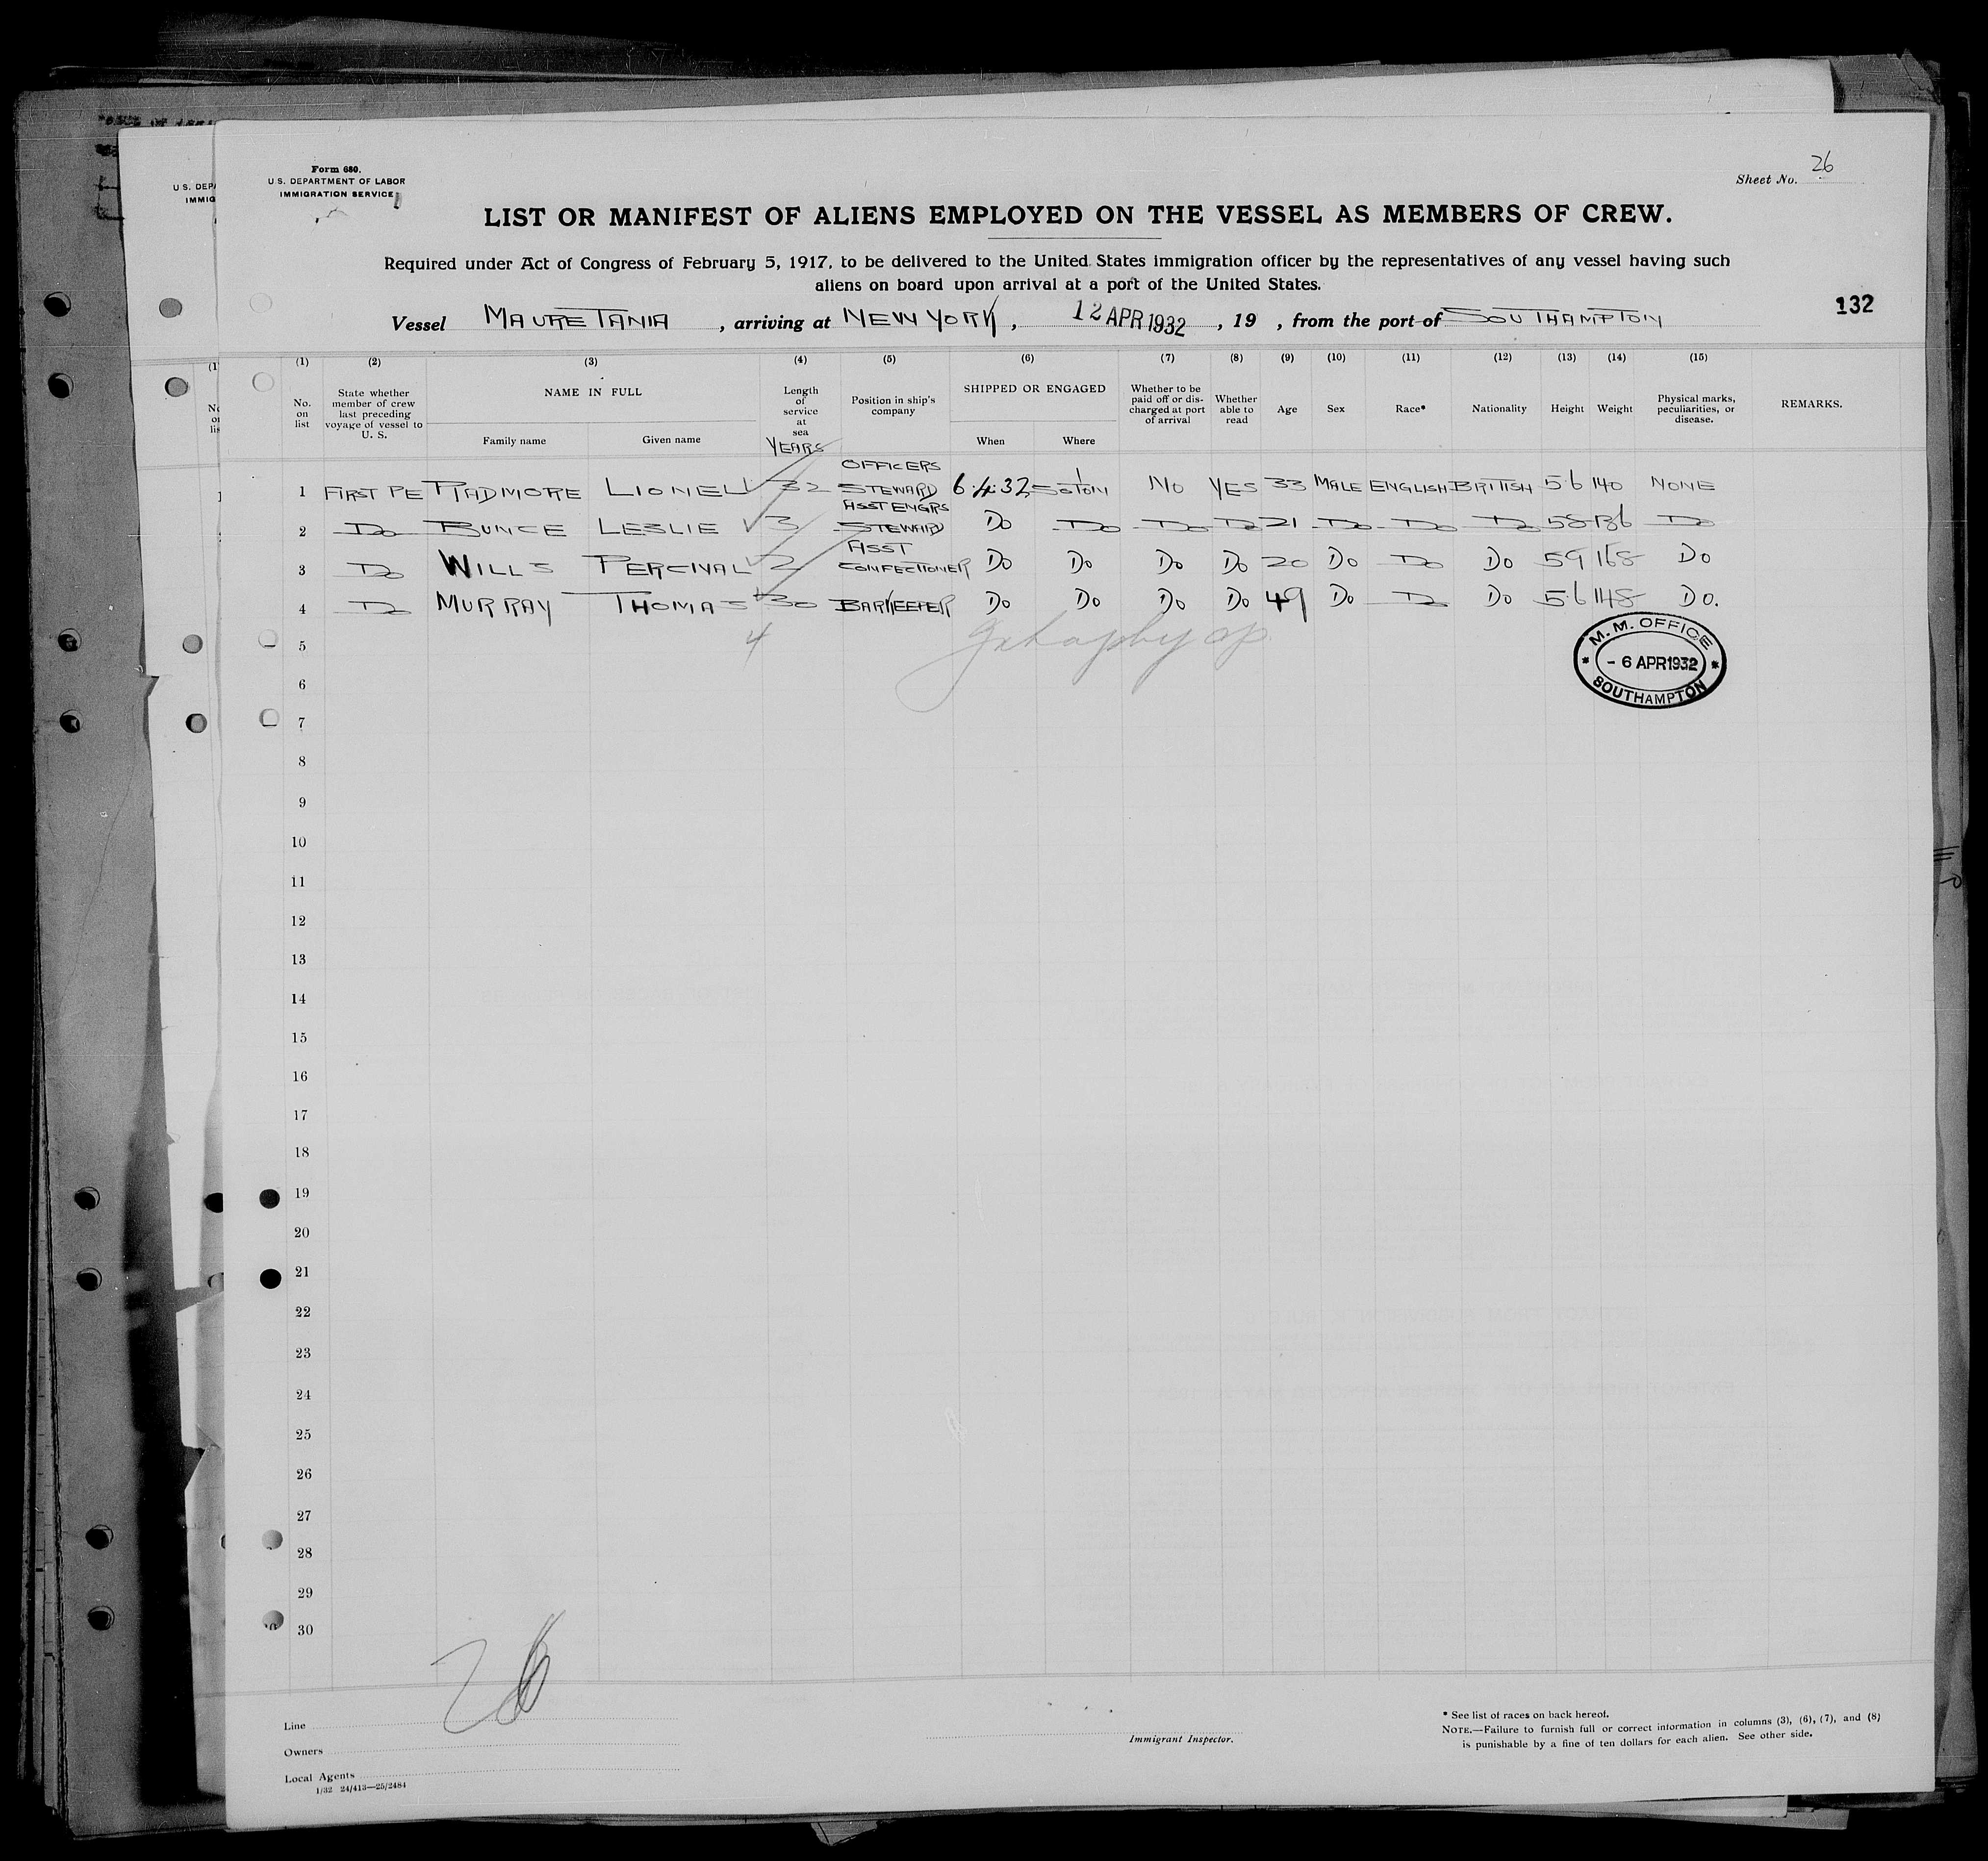 Form 680.
U.S. DEPARTMENT OF LABOR
IMMIGRATION SERVICE
U.S. DEPA
IMMIG
Sheet No. 26
LIST OR MANIFEST OF ALIENS EMPLOYED ON THE VESSEL AS MEMBERS OF CREW.
Required under Act of Congress of February 5, 1917, to be delivered to the United States immigration officer by the representatives of any vessel having such
aliens on board upon arrival at a port of the United States.
132
Vessel MAURETANIA, arriving at NEW YORK, 12 APR 1932, 19 , from the port of SOUTHAMPTON
(1) (2) (3) (4) (5) (6) (7) (8) (9) (10) (11) (12) (13) (14) (15)
No. on list
State whether member of crew last preceding voyage of vessel to U. S.
NAME IN FULL
Family name Given name
Length of service at sea
YEARS
Position in ship's company
SHIPPED OR ENGAGED
When Where
Whether to be paid off or discharged at port of arrival
Whether able to read
Age
Sex
Race*
Nationality
Height
Weight
Physical marks, peculiarities, or disease.
REMARKS.
1 FIRST PE PADMORE LIONEL 32 OFFICERS STEWARD 6.4.32 SOTON NO YES 33 MALE ENGLISH BRITISH 5.6 140 NONE
2 DO BUNCE LESLIE 3 ASST ENGRS STEWARD DO DO DO DO 21 DO DO DO 58 136 DO
3 DO WILLS PERCIVAL 2 ASST CONFECTIONER DO DO DO DO 20 DO DO DO 59 168 DO
4 DO MURRAY THOMAS 30 BARKEEPER DO DO DO DO 49 DO DO DO 5.6 148 DO.
4
M.M. OFFICE
- 6 APR 1932
SOUTHAMPTON
5
6
7
8
9
10
11
12
13
14
15
16
17
18
19
20
21
22
23
24
25
26
27
28
29
30
26
Line
Owners
Local Agents
1/32 24/413—25/2484
Immigrant Inspector.
* See list of races on back hereof.
NOTE.—Failure to furnish full or correct information in columns (3), (6), (7), and (8)
is punishable by a fine of ten dollars for each alien. See other side.